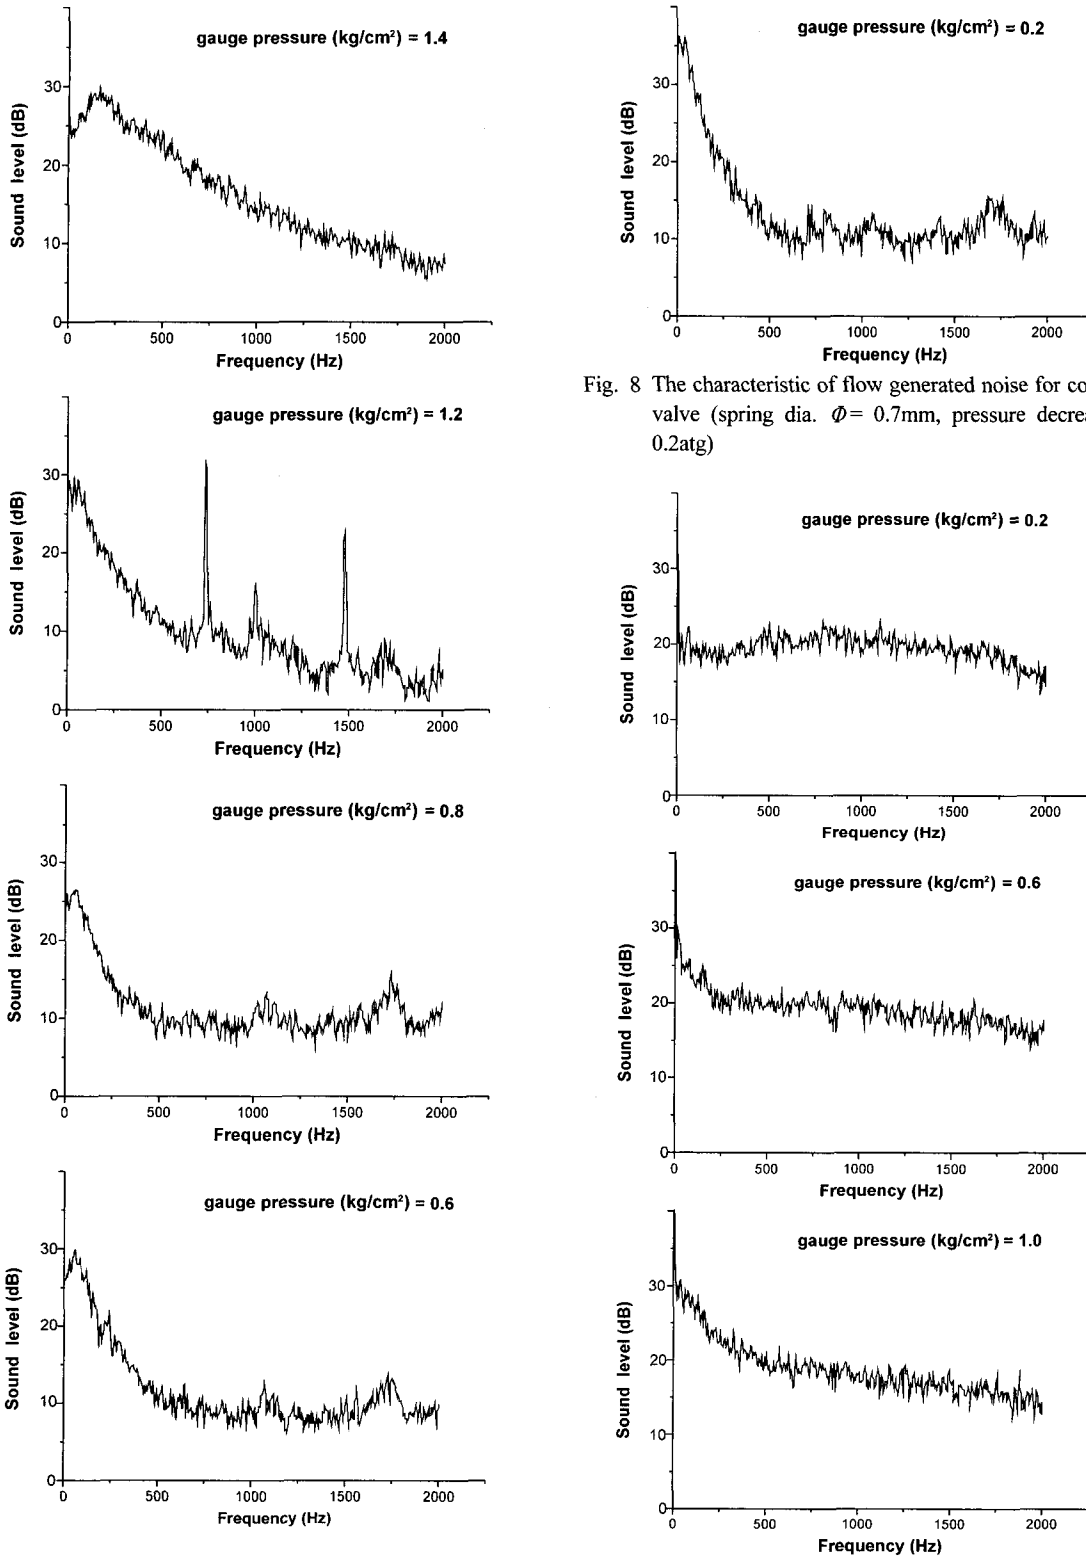 gauge pressure (kg/cm²) = 1.4
Sound level (dB)
30
20
10
0
0 500 1000 1500 2000
Frequency (Hz)
gauge pressure (kg/cm²) = 1.2
Sound level (dB)
30
20
10
0
0 500 1000 1500 2000
Frequency (Hz)
gauge pressure (kg/cm²) = 0.8
Sound level (dB)
30
20
10
0
0 500 1000 1500 2000
Frequency (Hz)
gauge pressure (kg/cm²) = 0.6
Sound level (dB)
30
20
10
0
0 500 1000 1500 2000
Frequency (Hz)
gauge pressure (kg/cm²) = 0.2
Sound level (dB)
30
20
10
0
0 500 1000 1500 2000
Frequency (Hz)
Fig. 8 The characteristic of flow generated noise for co
valve (spring dia. Φ= 0.7mm, pressure decrea
0.2atg)
gauge pressure (kg/cm²) = 0.2
Sound level (dB)
30
20
10
0
0 500 1000 1500 2000
Frequency (Hz)
gauge pressure (kg/cm²) = 0.6
Sound level (dB)
30
20
10
0
0 500 1000 1500 2000
Frequency (Hz)
gauge pressure (kg/cm²) = 1.0
Sound level (dB)
30
20
10
0
0 500 1000 1500 2000
Frequency (Hz)